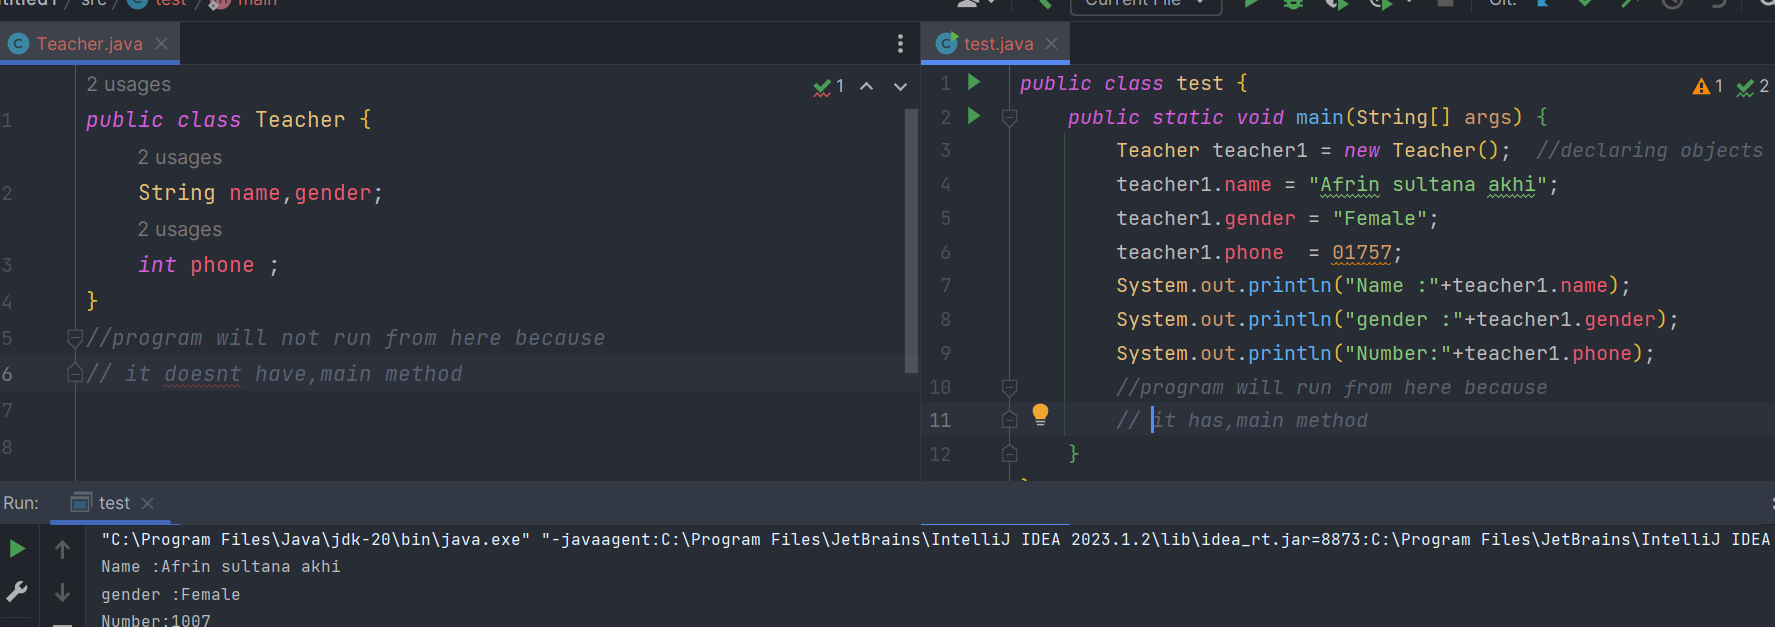 src test main
Current File Git:
Teacher.java
test.java
2 usages
1
1 public class Teacher {
2 usages
2 String name,gender;
2 usages
3 int phone ;
4 }
5 //program will not run from here because
6 // it doesnt have,main method
7
8
1 public class test {
1 2
2 public static void main(String[] args) {
3 Teacher teacher1 = new Teacher(); //declaring objects
4 teacher1.name = "Afrin sultana akhi";
5 teacher1.gender = "Female";
6 teacher1.phone = 01757;
7 System.out.println("Name :"+teacher1.name);
8 System.out.println("gender :"+teacher1.gender);
9 System.out.println("Number:"+teacher1.phone);
10 //program will run from here because
11 // it has,main method
12 }
Run: test
"C:\Program Files\Java\jdk-20\bin\java.exe" "-javaagent:C:\Program Files\JetBrains\IntelliJ IDEA 2023.1.2\lib\idea_rt.jar=8873:C:\Program Files\JetBrains\IntelliJ IDEA
Name :Afrin sultana akhi
gender :Female
Number:1007